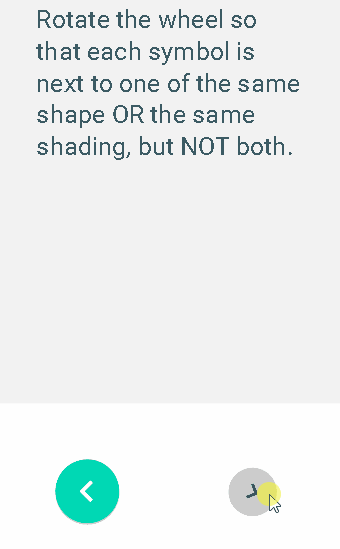 Rotate the wheel so
that each symbol is
next to one of the same
shape OR the same
shading, but NOT both.